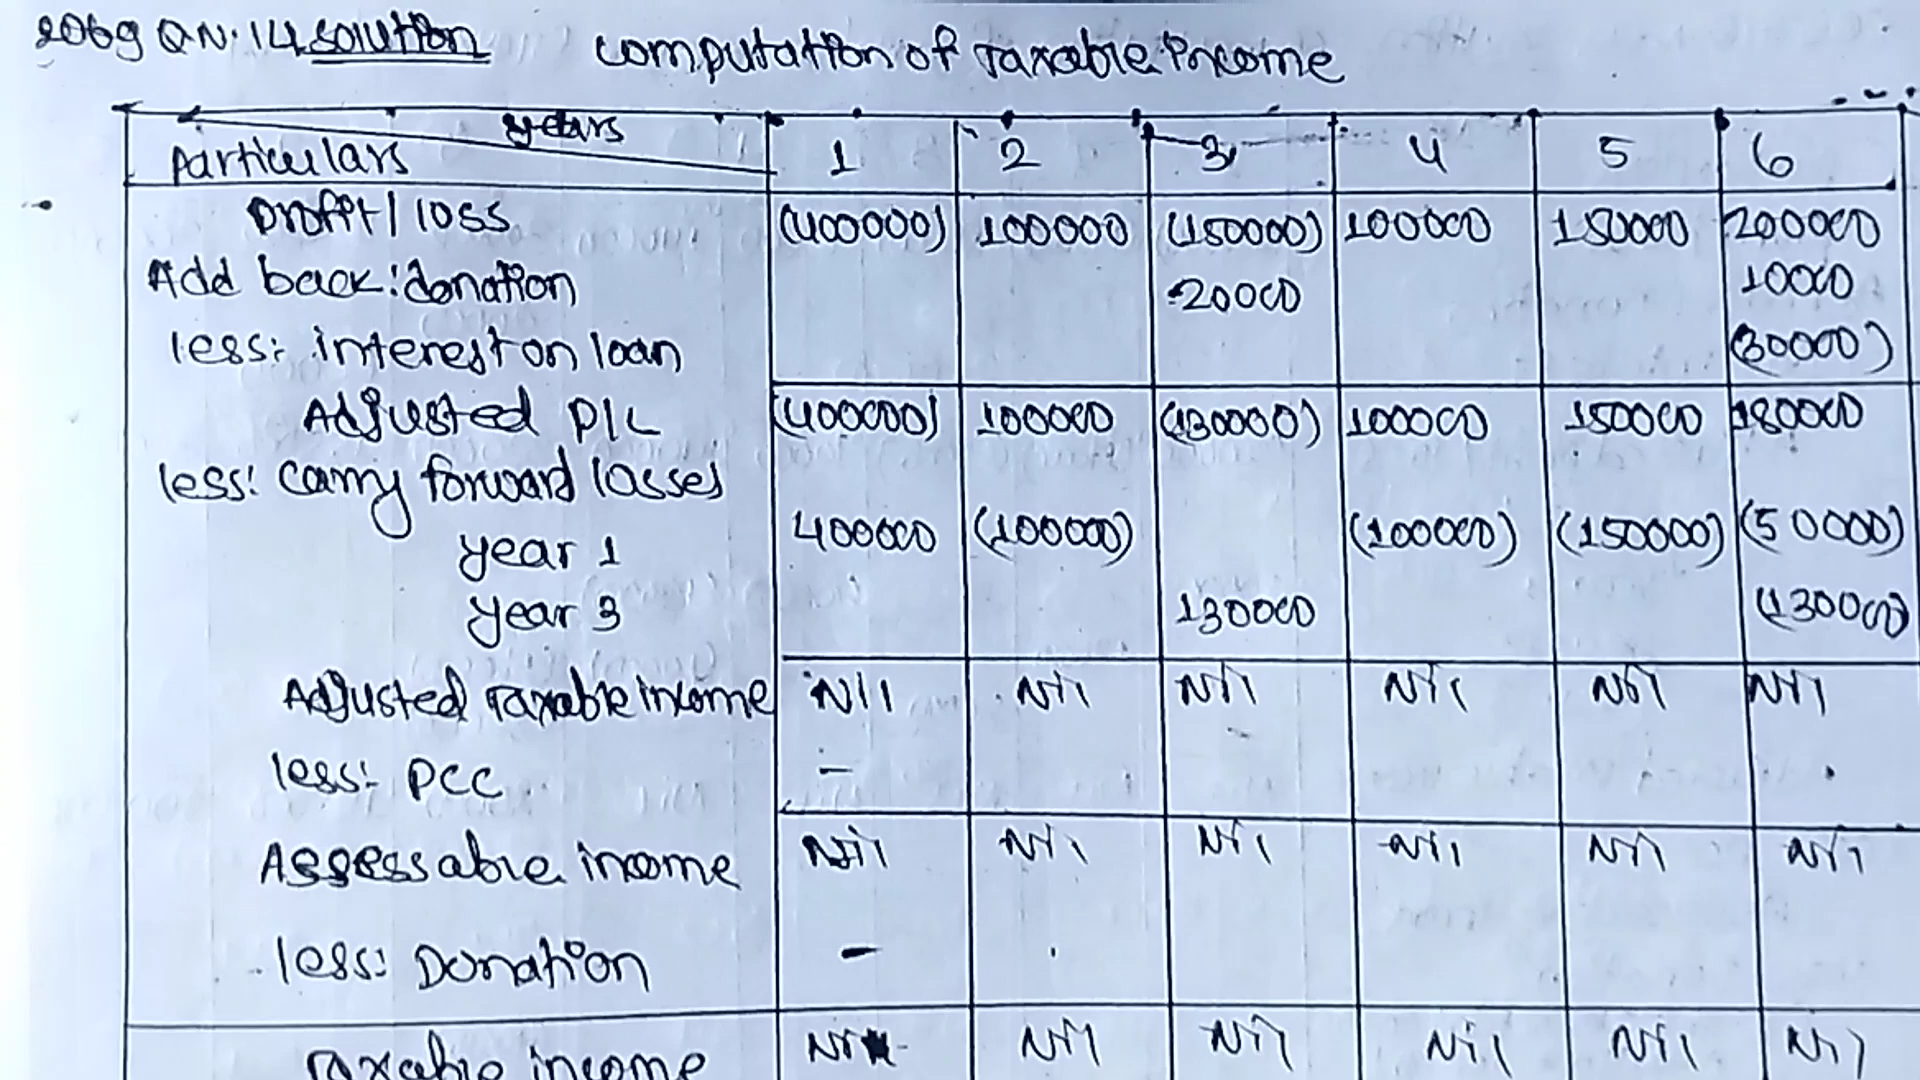 2069 Q.N. 14 solution Computation of Taxable Income
years
Particulars 1 2 3 4 5 6
Profit/loss (400000) 100000 (150000) 100000 150000 200000
Add back: donation 20000 10000
less: interest on loan (30000)
Adjusted P/L (400000) 100000 (130000) 100000 150000 180000
less: carry forward losses
year 1 400000 (100000) (100000) (150000) (50000)
year 3 130000 (130000)
Adjusted Taxable income Nil Nil Nil Nil Nil Nil
less:- PCC –
Assessable income Nil Nil Nil Nil Nil Nil
less: Donation –
Taxable income Nil Nil Nil Nil Nil Nil